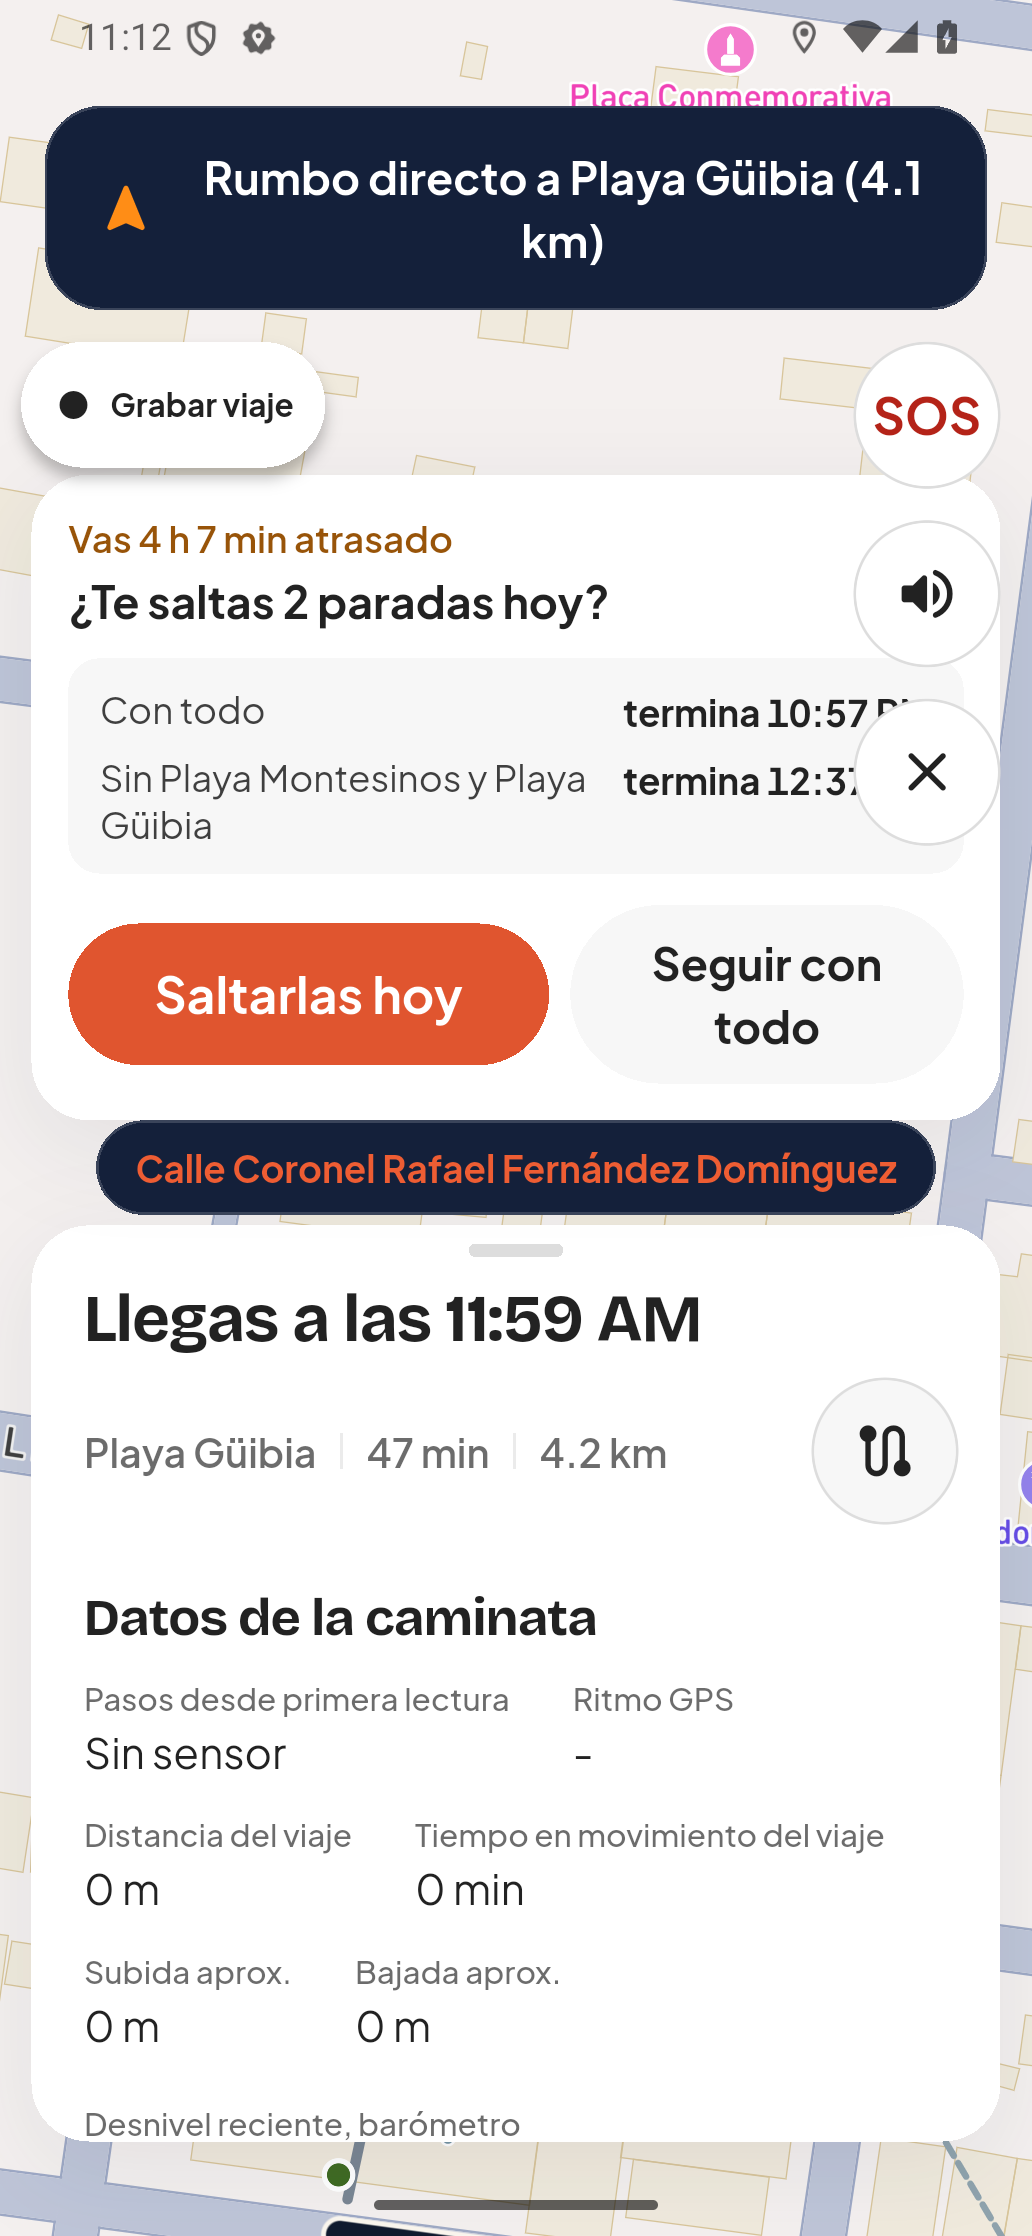 11:12
Placa Conmemorativa
Rumbo directo a Playa Güibia (4.1
km)
Grabar viaje
SOS
Vas 4 h 7 min atrasado
¿Te saltas 2 paradas hoy?
Con todo
termina 10:57
Sin Playa Montesinos y Playa
Güibia
termina 12:37
Saltarlas hoy
Seguir con
todo
Calle Coronel Rafael Fernández Domínguez
Llegas a las 11:59 AM
Playa Güibia
47 min
4.2 km
Datos de la caminata
Pasos desde primera lectura
Ritmo GPS
Sin sensor
-
Distancia del viaje
Tiempo en movimiento del viaje
0 m
0 min
Subida aprox.
Bajada aprox.
0 m
0 m
Desnivel reciente, barómetro